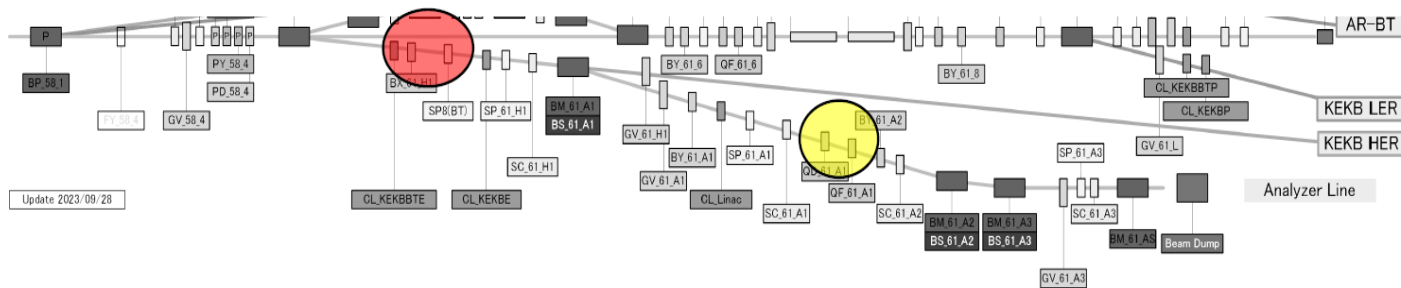 P
P P P P
AR-BT
BP_58_1
PY_58_4
PD_58_4
FY_58_4
GV_58_4
BX_61_H1
SP8(BT)
SP_61_H1
SC_61_H1
BM_61_A1
BS_61_A1
BY_61_6
QF_61_6
BY_61_8
CL_KEKBBTP
CL_KEKBP
GV_61_L
KEKB LER
KEKB HER
GV_61_H1
GV_61_A1
BY_61_A1
SP_61_A1
BY_61_A2
QD_61_A1
QF_61_A1
SP_61_A3
Update 2023/09/28
CL_KEKBBTE
CL_KEKBE
CL_Linac
SC_61_A1
SC_61_A2
BM_61_A2
BS_61_A2
BM_61_A3
BS_61_A3
SC_61_A3
BM_61_AS
Beam Dump
GV_61_A3
Analyzer Line